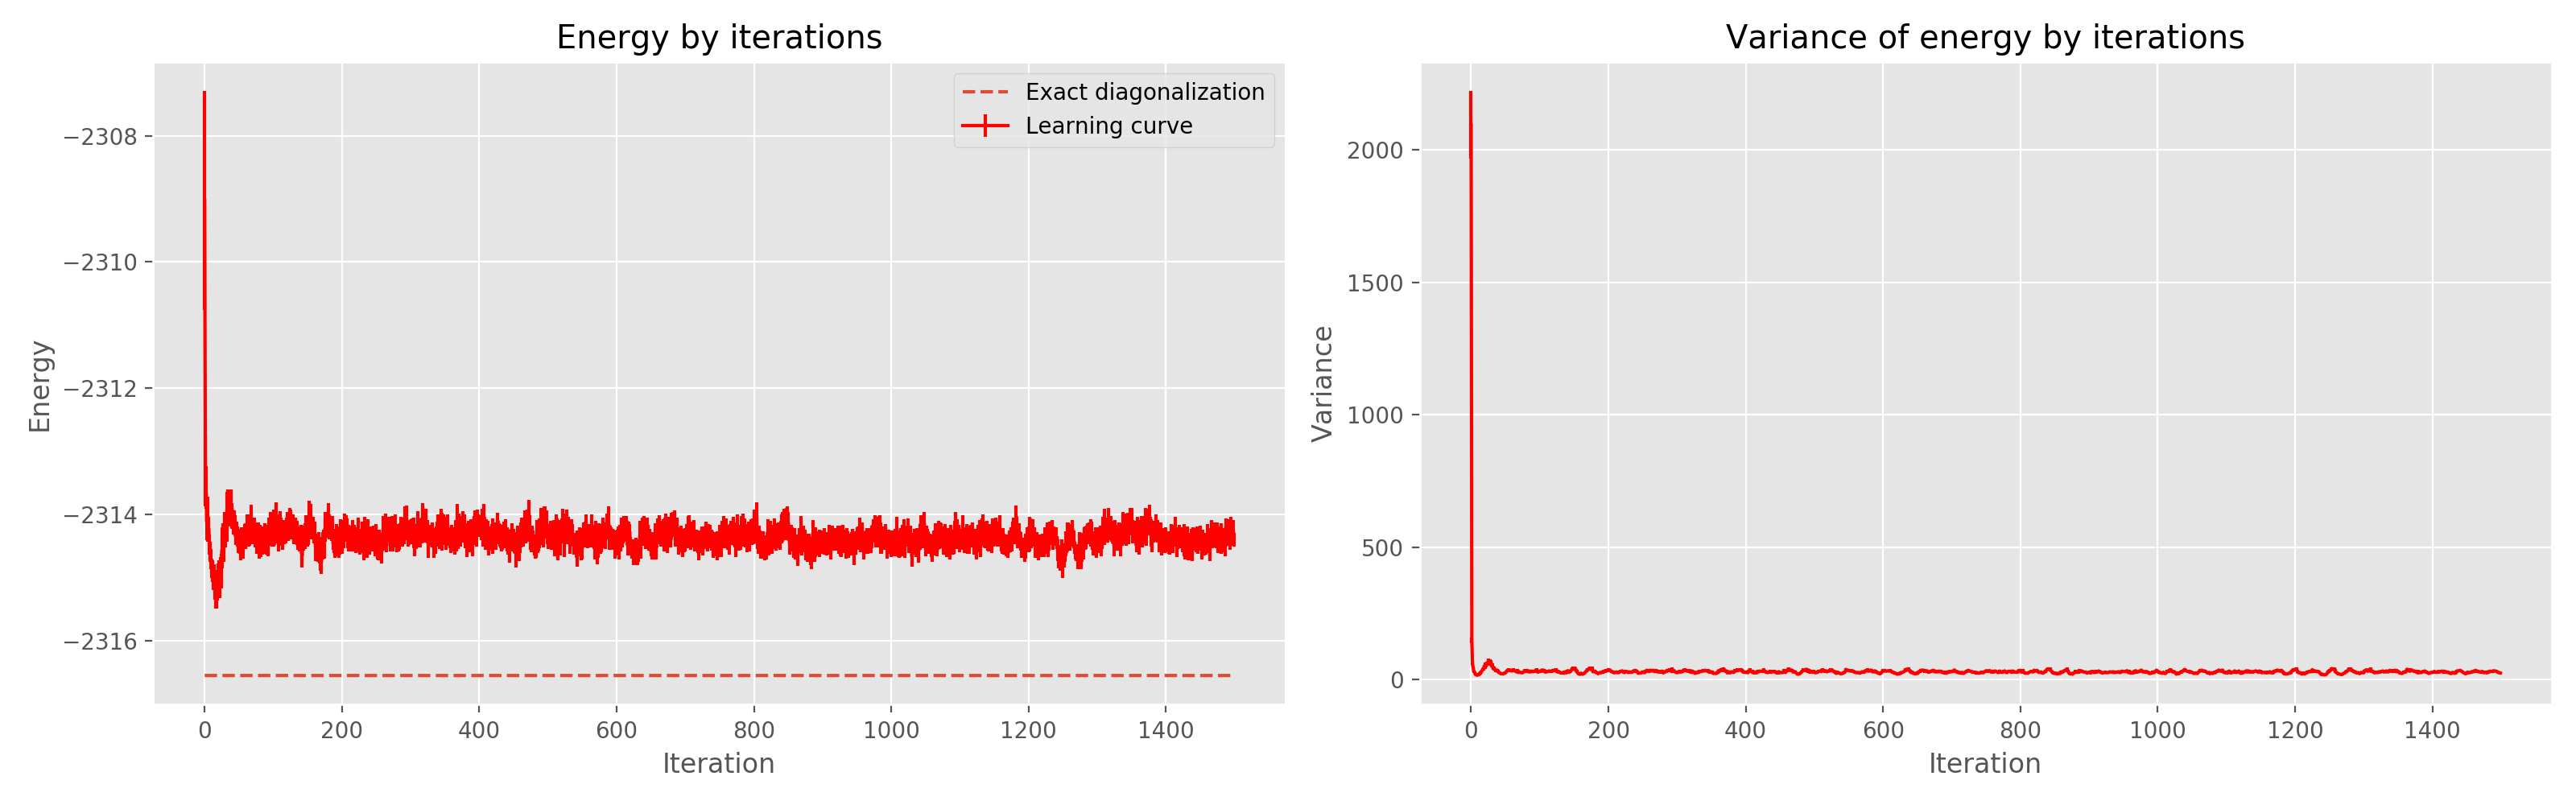 Energy by iterations
Exact diagonalization
Learning curve
−2308
−2310
−2312
−2314
−2316
Energy
0 200 400 600 800 1000 1200 1400
Iteration
Variance of energy by iterations
2000
1500
1000
500
0
Variance
0 200 400 600 800 1000 1200 1400
Iteration